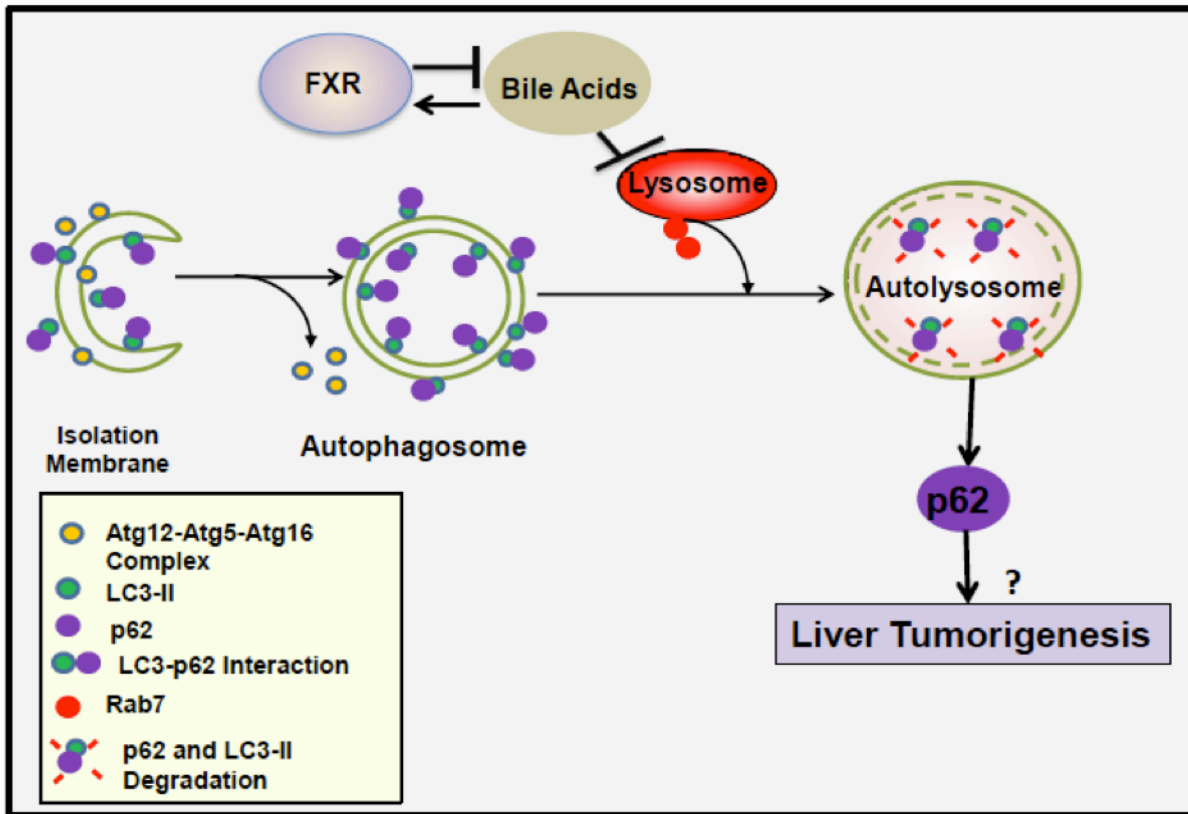 FXR
Bile Acids
Lysosome
Autolysosome
Isolation
Membrane
Autophagosome
p62
?
Liver Tumorigenesis
Atg12-Atg5-Atg16
Complex
LC3-II
p62
LC3-p62 Interaction
Rab7
p62 and LC3-II
Degradation